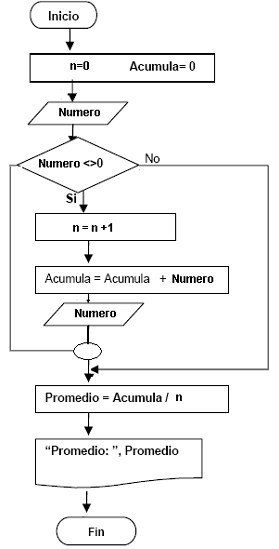 Inicio
n=0 Acumula= 0
Numero
Numero <>0
No
Si
n = n +1
Acumula = Acumula + Numero
Numero
Promedio = Acumula / n
“Promedio: ”, Promedio
Fin